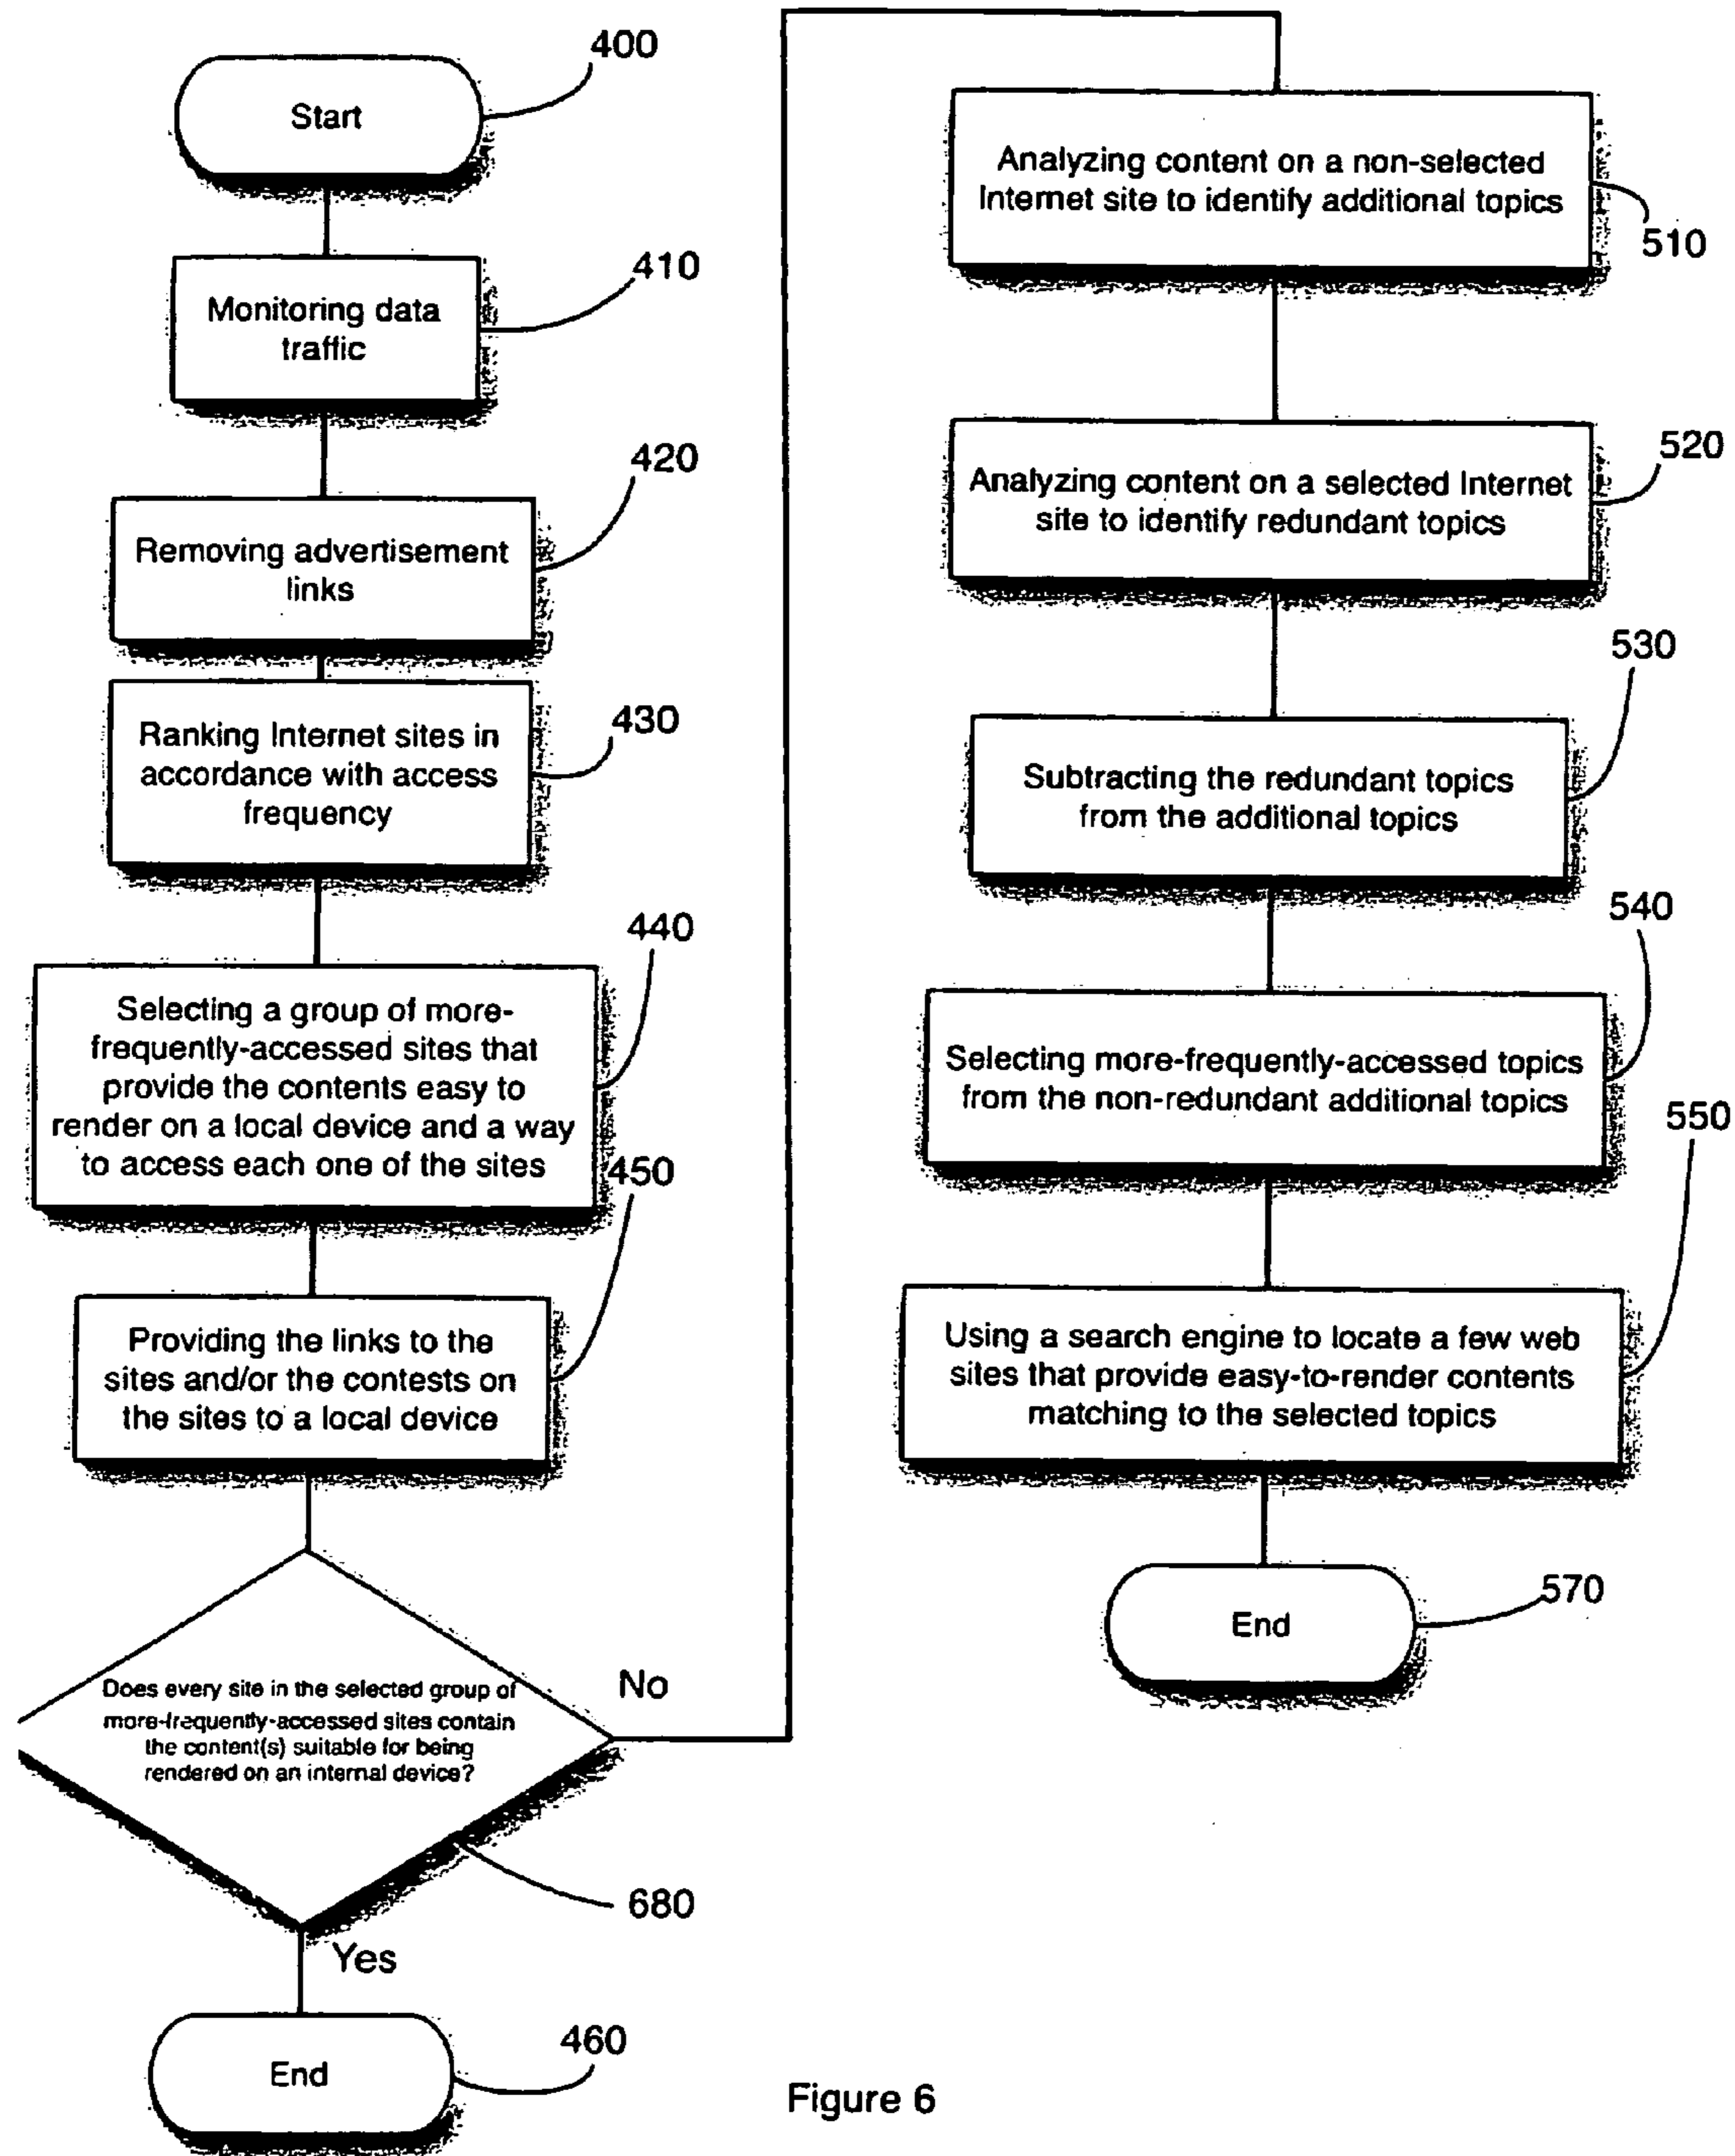 400
Start
410
Monitoring data
traffic
420
Removing advertisement
links
430
Ranking Internet sites in
accordance with access
frequency
440
Selecting a group of more-
frequently-accessed sites that
provide the contents easy to
render on a local device and a way
to access each one of the sites
450
Providing the links to the
sites and/or the contests on
the sites to a local device
Does every site in the selected group of
more-frequently-accessed sites contain
the content(s) suitable for being
rendered on an internal device?
No
680
Yes
460
End
Analyzing content on a non-selected
Internet site to identify additional topics
510
520
Analyzing content on a selected Internet
site to identify redundant topics
530
Subtracting the redundant topics
from the additional topics
540
Selecting more-frequently-accessed topics
from the non-redundant additional topics
550
Using a search engine to locate a few web
sites that provide easy-to-render contents
matching to the selected topics
570
End
Figure 6